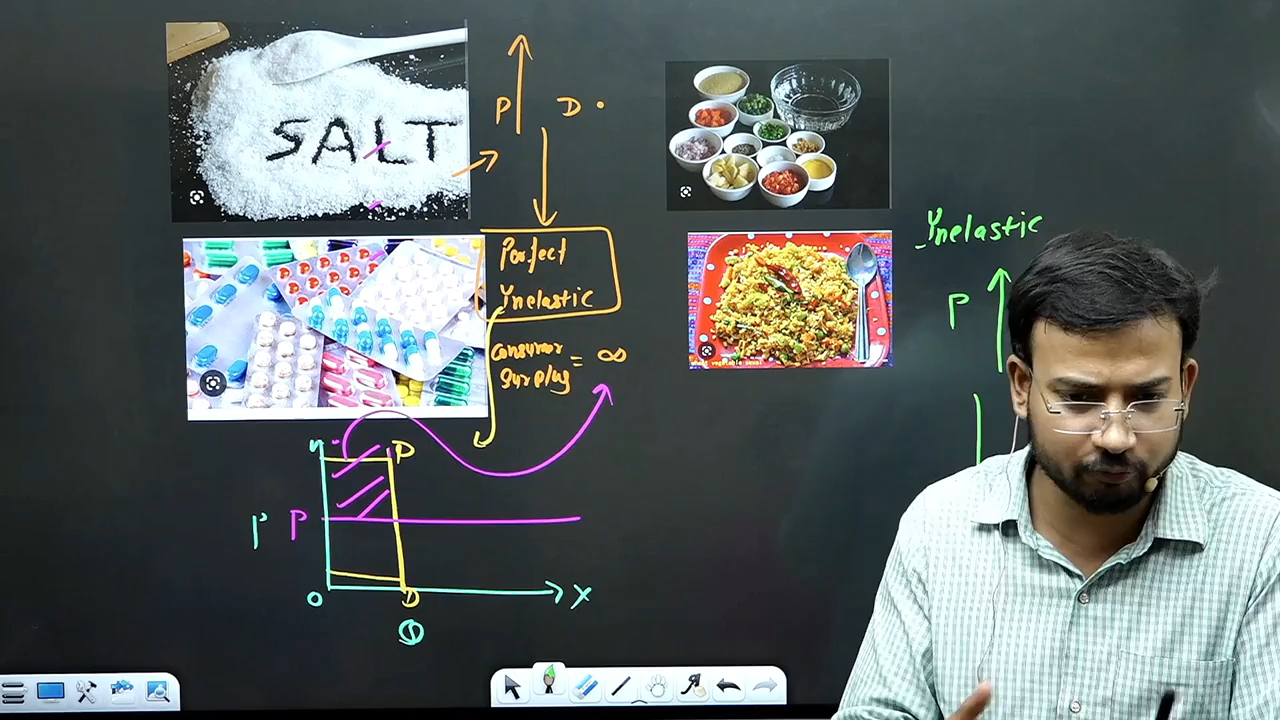 SALT
P D .
Perfect
Inelastic
Consumer
Surplus = ∞
Inelastic
P
D
P P
O
D
X